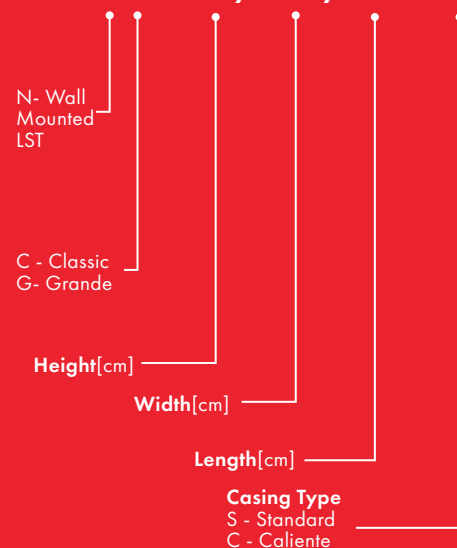 N- Wall
Mounted
LST
C - Classic
G- Grande
Height[cm]
Width[cm]
Length[cm]
Casing Type
S - Standard
C - Caliente